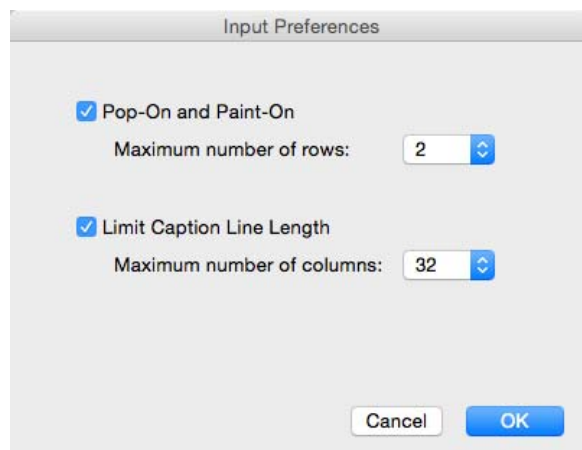 Input Preferences
Pop-On and Paint-On
Maximum number of rows: 2
Limit Caption Line Length
Maximum number of columns: 32
Cancel OK